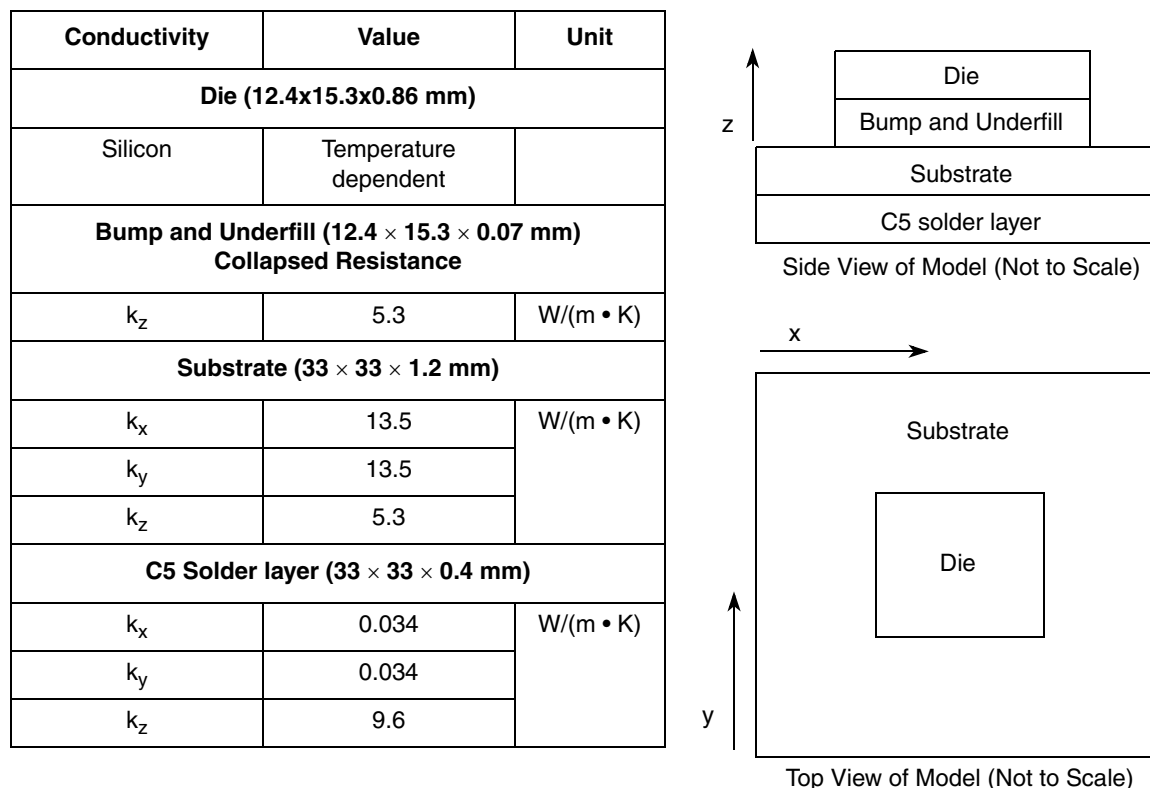 Conductivity Value Unit
Die (12.4x15.3x0.86 mm)
Silicon Temperature
dependent
Bump and Underfill (12.4 × 15.3 × 0.07 mm)
Collapsed Resistance
kz 5.3 W/(m • K)
Substrate (33 × 33 × 1.2 mm)
kx 13.5 W/(m • K)
ky 13.5
kz 5.3
C5 Solder layer (33 × 33 × 0.4 mm)
kx 0.034 W/(m • K)
ky 0.034
kz 9.6
z
Die
Bump and Underfill
Substrate
C5 solder layer
Side View of Model (Not to Scale)
x
Substrate
Die
y
Top View of Model (Not to Scale)